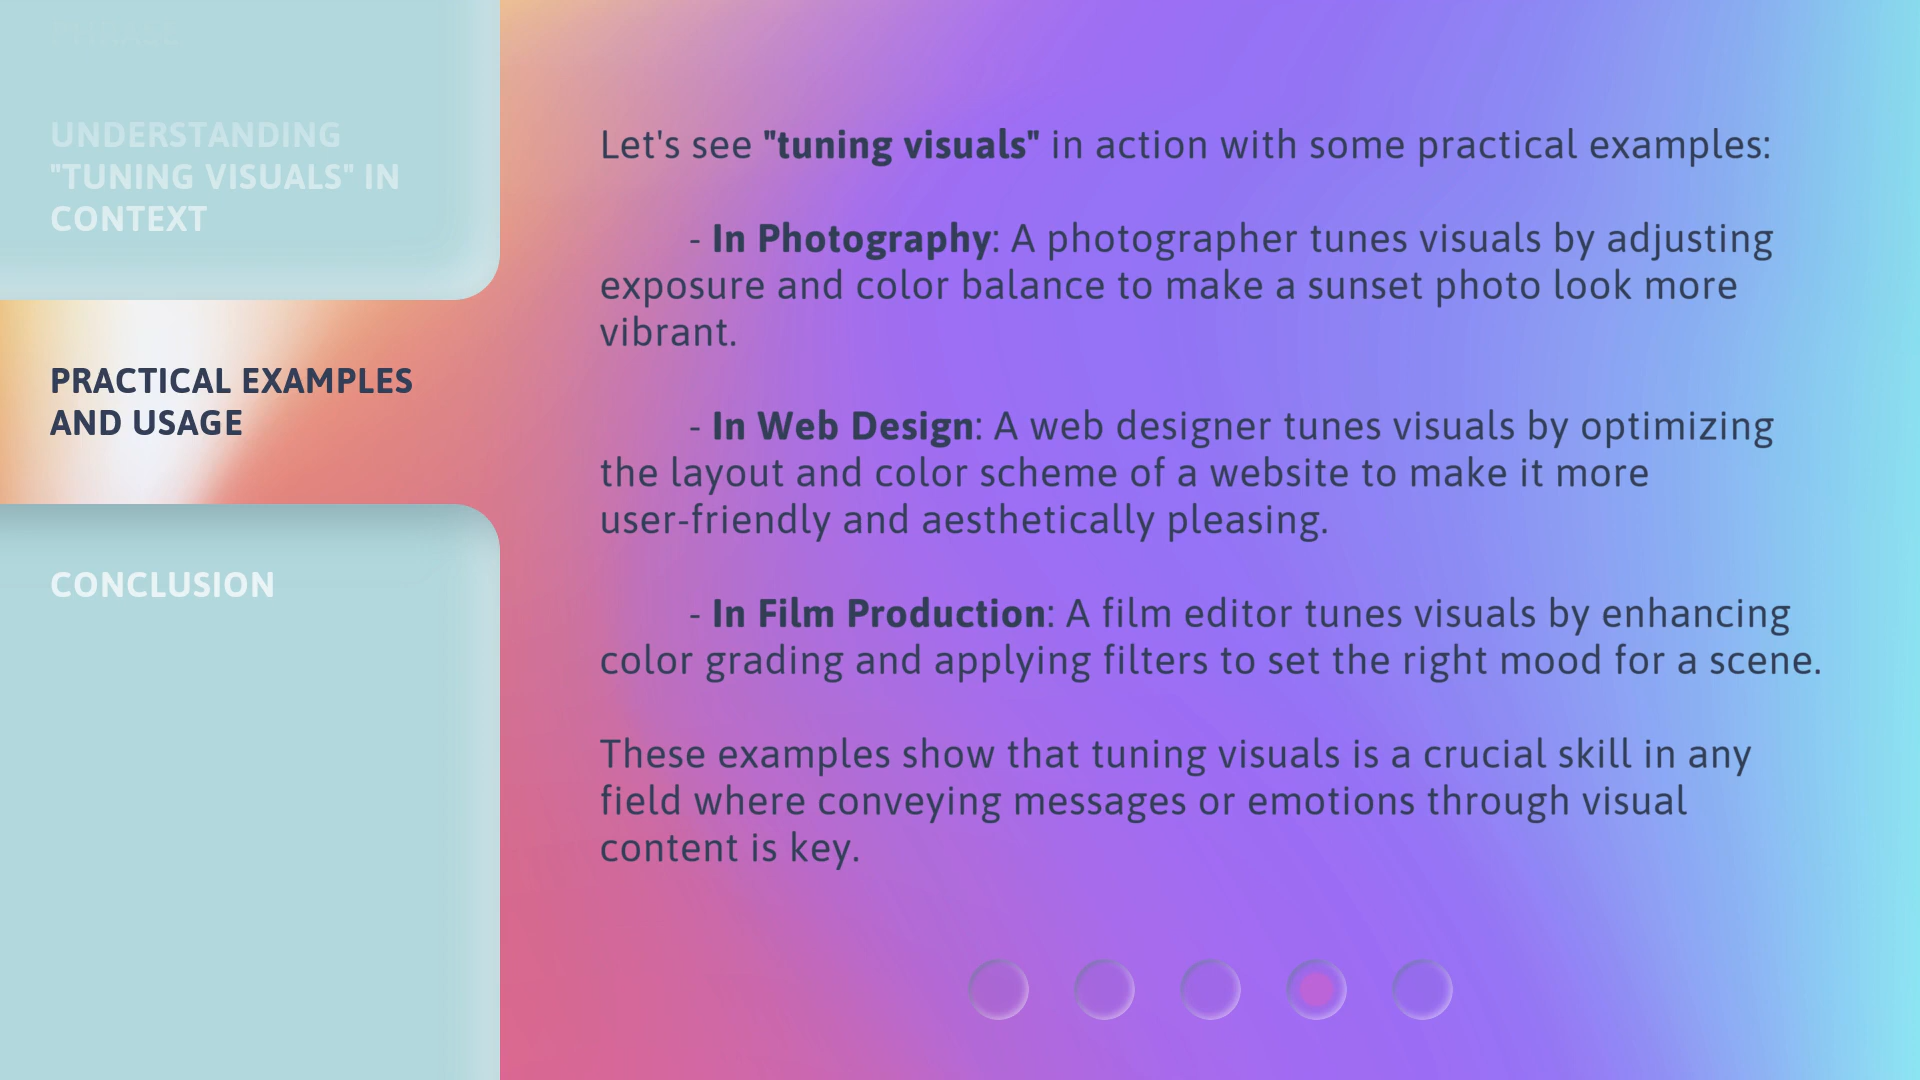 UNDERSTANDING
"TUNING VISUALS" IN
CONTEXT
PRACTICAL EXAMPLES
AND USAGE
CONCLUSION
Let's see "tuning visuals" in action with some practical examples:
- In Photography: A photographer tunes visuals by adjusting
exposure and color balance to make a sunset photo look more
vibrant.
- In Web Design: A web designer tunes visuals by optimizing
the layout and color scheme of a website to make it more
user-friendly and aesthetically pleasing.
- In Film Production: A film editor tunes visuals by enhancing
color grading and applying filters to set the right mood for a scene.
These examples show that tuning visuals is a crucial skill in any
field where conveying messages or emotions through visual
content is key.